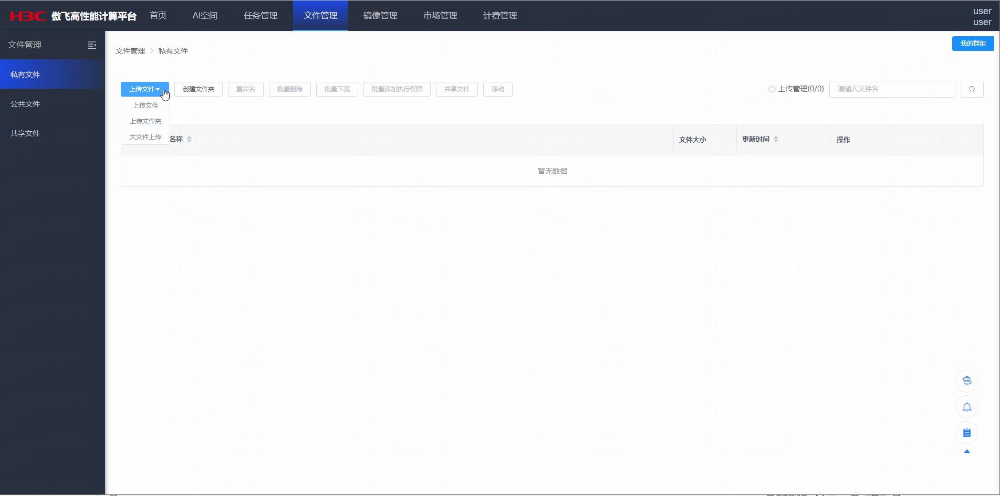 H3C 傲飞高性能计算平台 首页 AI空间 任务管理 文件管理 镜像管理 市场管理 计费管理 user
user
文件管理
私有文件
公共文件
共享文件
我的群组
文件管理 > 私有文件
上传文件 创建文件夹 重命名 批量删除 批量下载 批量添加执行权限 共享文件 移动 上传管理(0/0) 请输入文件名
上传文件
上传文件夹
大文件上传
名称 文件大小 更新时间 操作
暂无数据